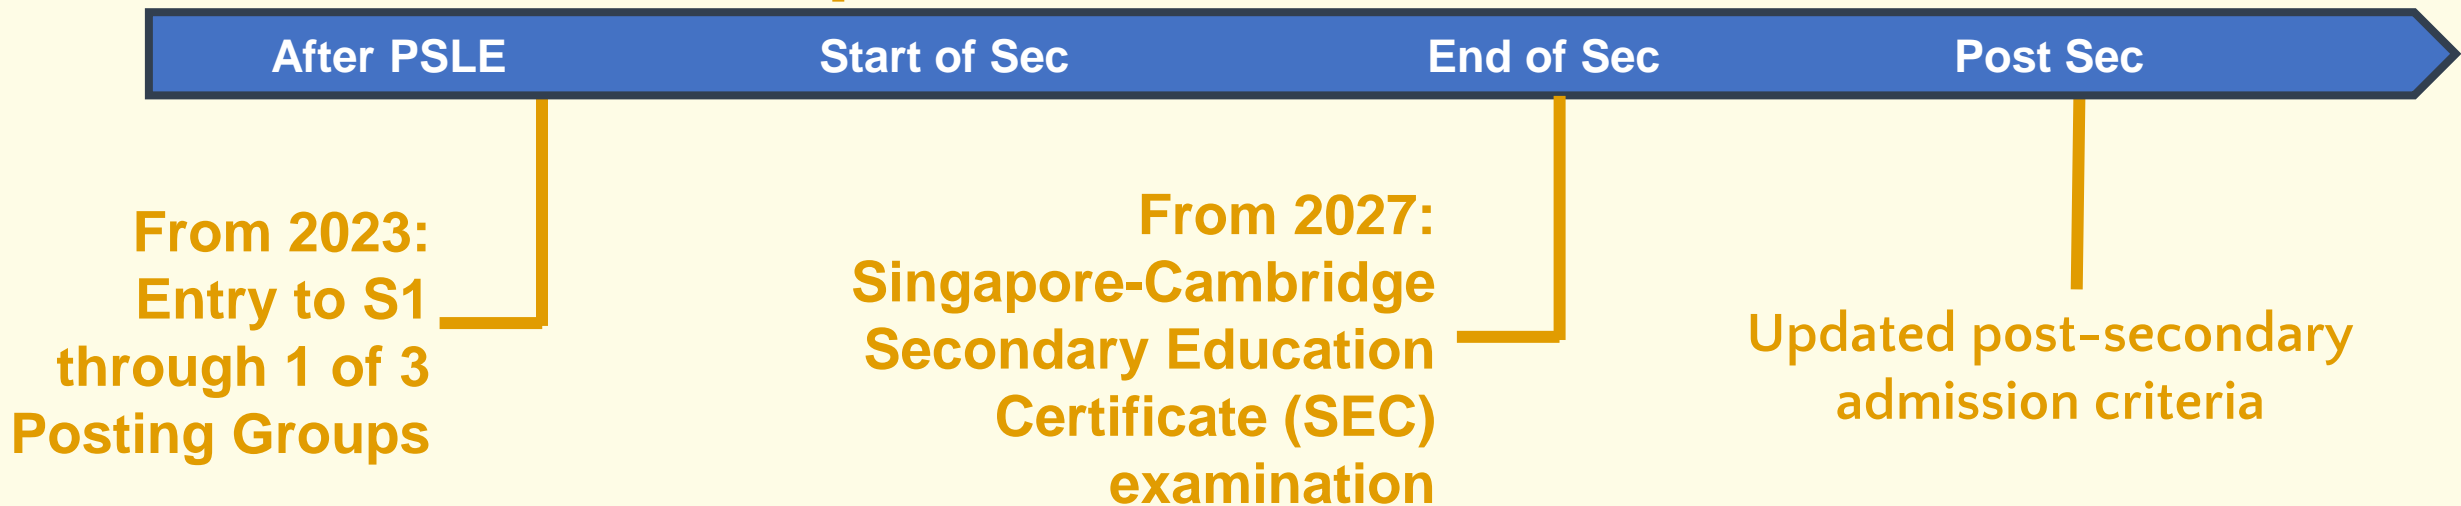 After PSLE
Start of Sec
End of Sec
Post Sec
From 2023:
Entry to S1
through 1 of 3
Posting Groups
From 2027:
Singapore-Cambridge
Secondary Education
Certificate (SEC)
examination
Updated post-secondary
admission criteria